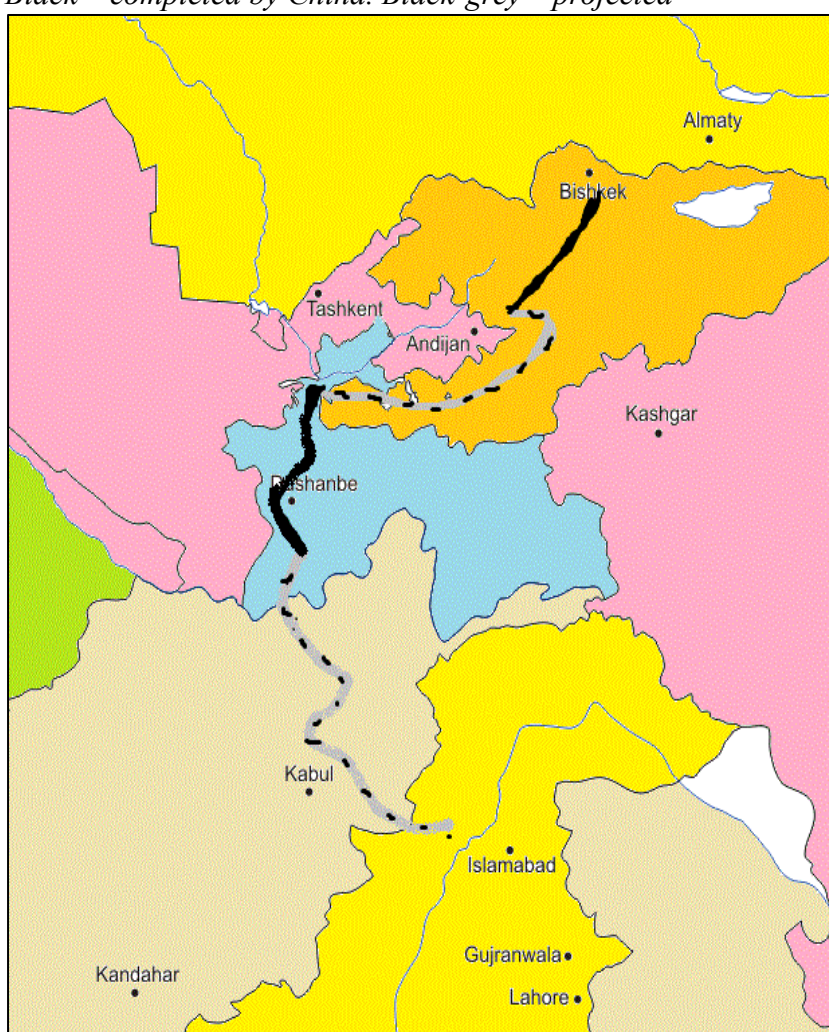 Black – completed by China. Black-grey – projected
Almaty
Bishkek
Tashkent
Andijan
Kashgar
Dushanbe
Kabul
Islamabad
Gujranwala
Kandahar
Lahore